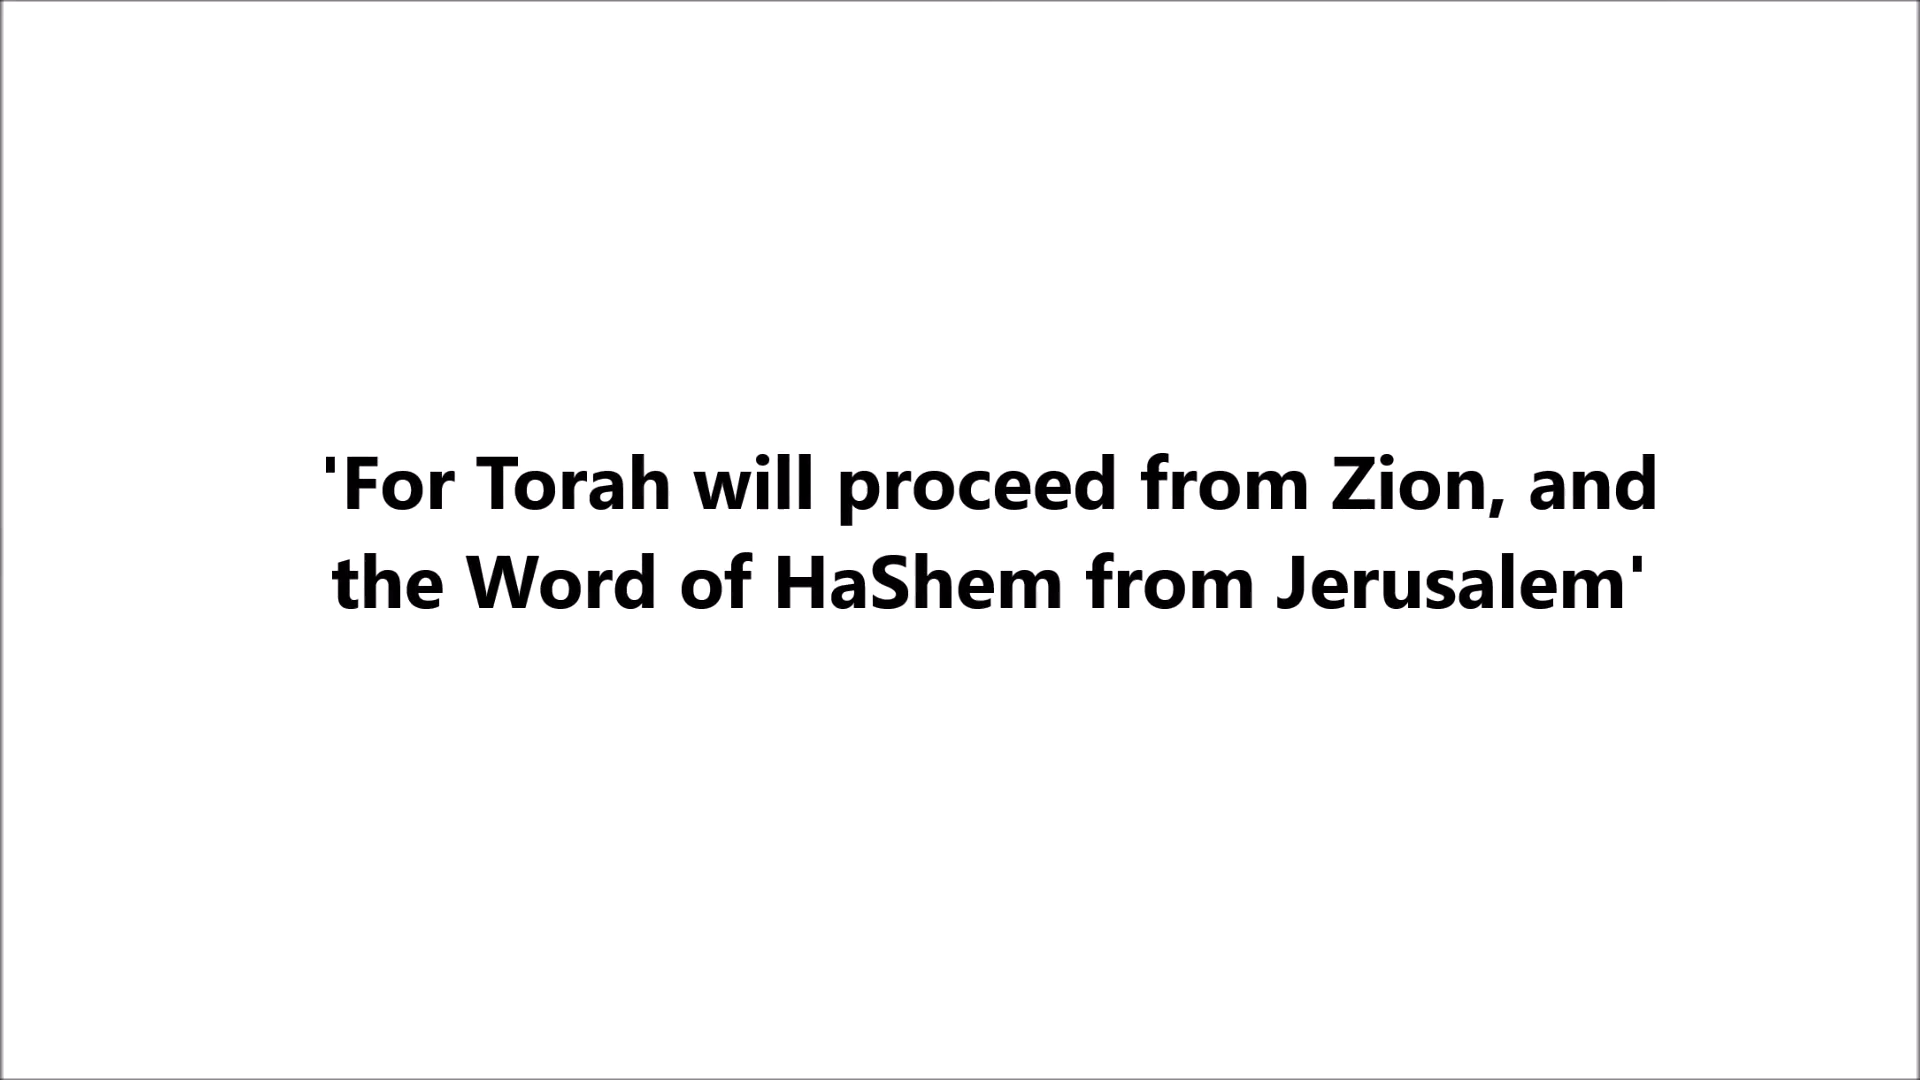 'For Torah will proceed from Zion, and
the Word of HaShem from Jerusalem'